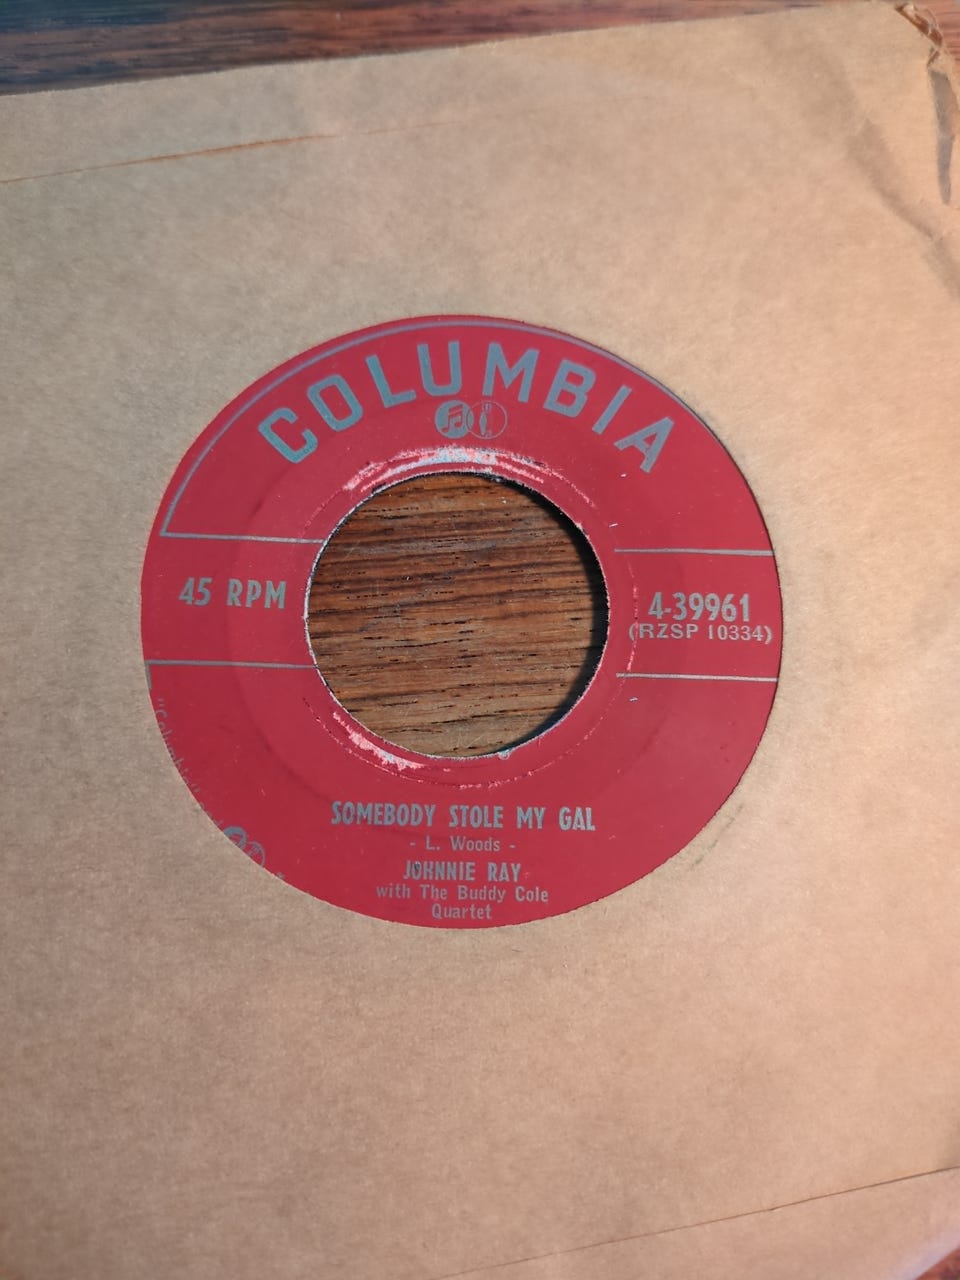 COLUMBIA
45 RPM
4-39961
(RZSP 10334)
SOMEBODY STOLE MY GAL
- L. Woods -
JOHNNIE RAY
with The Buddy Cole
Quartet